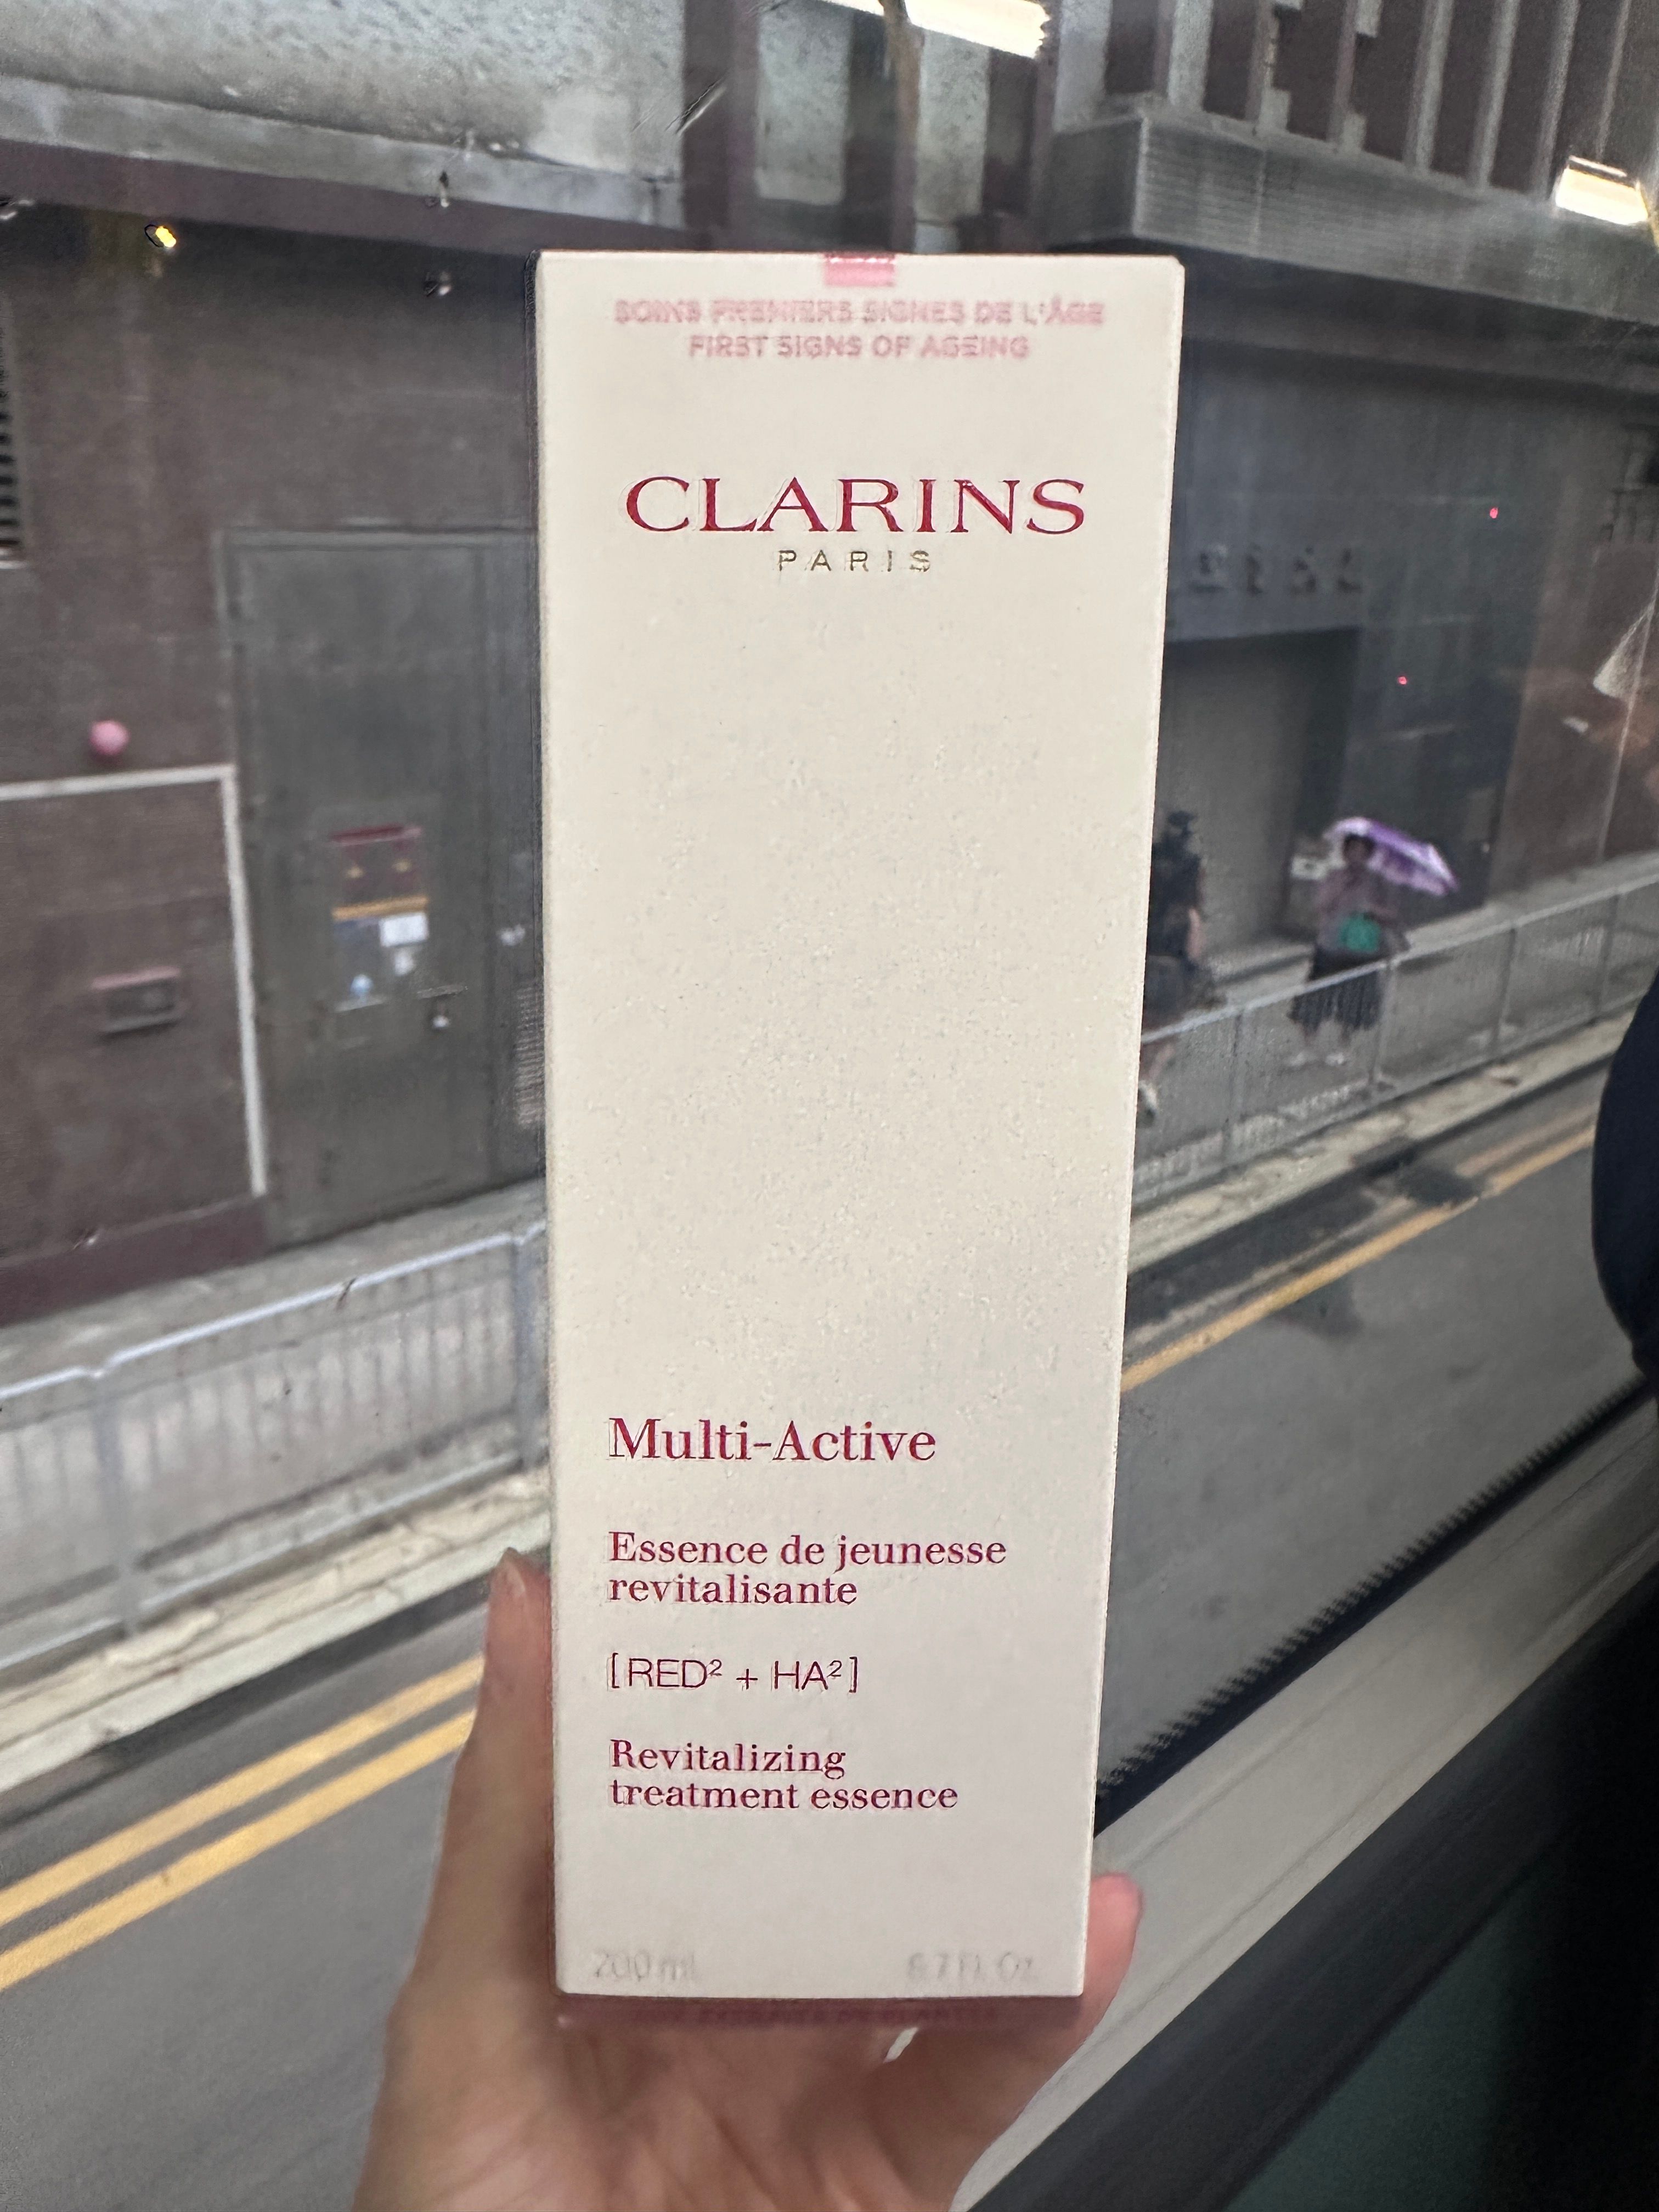 SOINS PREMIERS SIGNES DE L'ÂGE
FIRST SIGNS OF AGEING
CLARINS
PARIS
Multi-Active
Essence de jeunesse
revitalisante
[RED² + HA²]
Revitalizing
treatment essence
200 ml 6.7 Fl. Oz